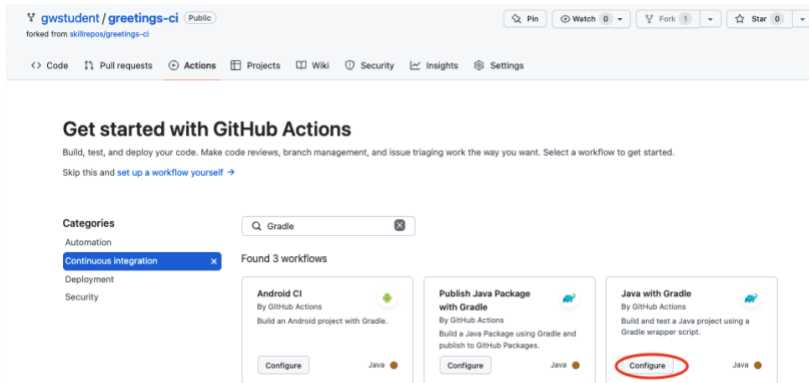 gwstudent / greetings-ci Public
Pin
Watch 0
Fork 1
Star 0
forked from skillrepos/greetings-ci
<> Code
Pull requests
Actions
Projects
Wiki
Security
Insights
Settings
Get started with GitHub Actions
Build, test, and deploy your code. Make code reviews, branch management, and issue triaging work the way you want. Select a workflow to get started.
Skip this and set up a workflow yourself →
Categories
Automation
Continuous integration x
Deployment
Security
Gradle
Found 3 workflows
Android CI
By GitHub Actions
Build an Android project with Gradle.
Configure
Java
Publish Java Package
with Gradle
By GitHub Actions
Build a Java Package using Gradle and
publish to GitHub Packages.
Configure
Java
Java with Gradle
By GitHub Actions
Build and test a Java project using a
Gradle wrapper script.
Configure
Java